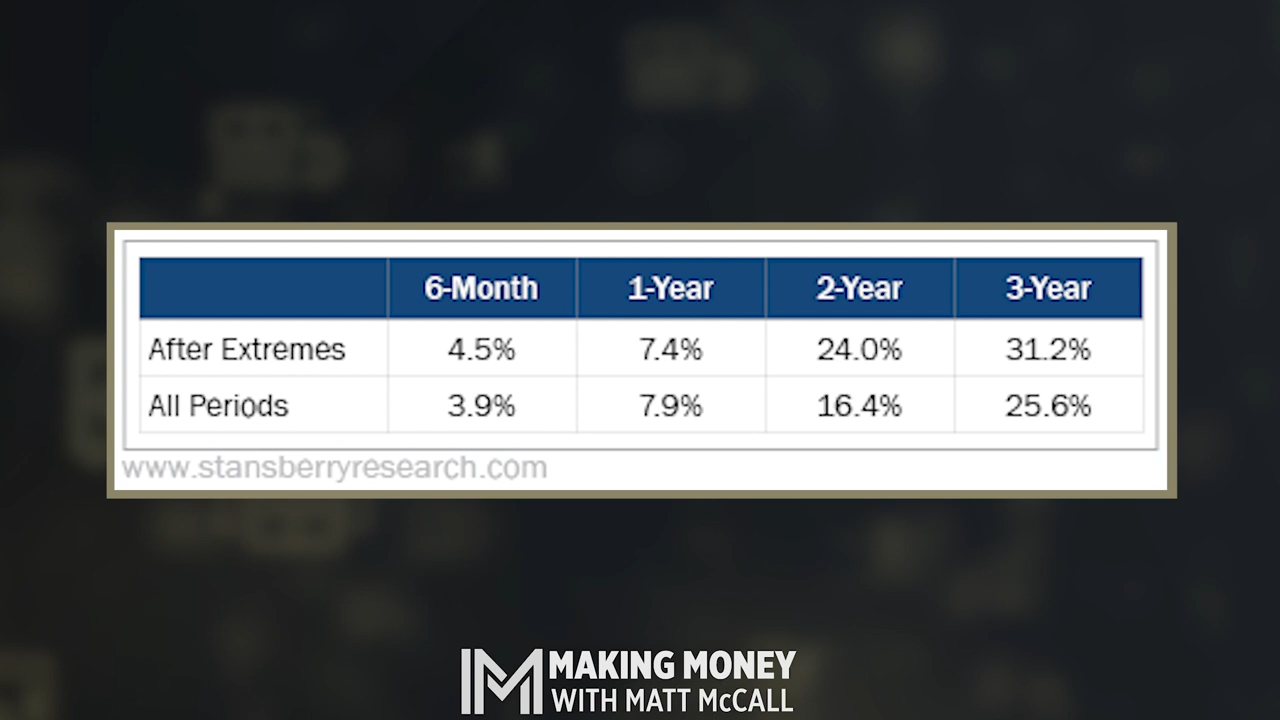 6-Month 1-Year 2-Year 3-Year
After Extremes 4.5% 7.4% 24.0% 31.2%
All Periods 3.9% 7.9% 16.4% 25.6%
www.stansberryresearch.com
MM MAKING MONEY
WITH MATT McCALL